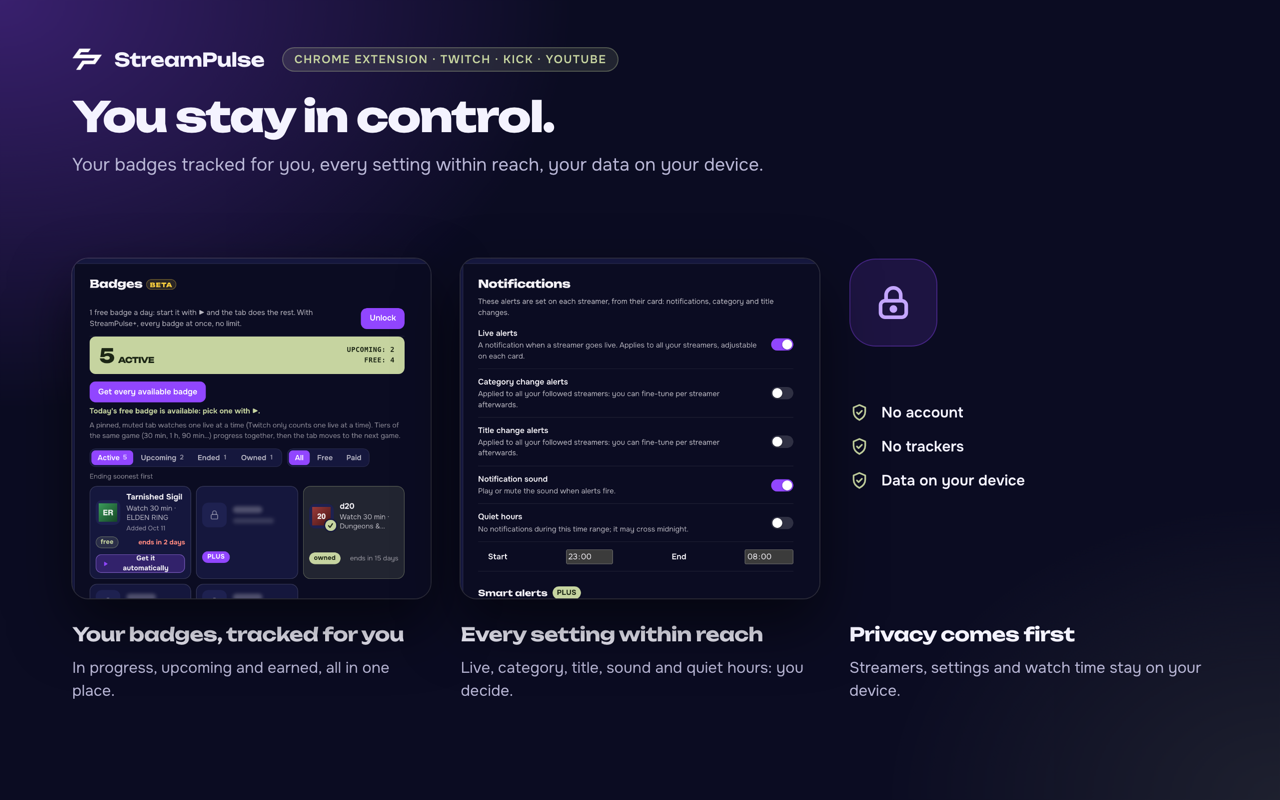 StreamPulse
CHROME EXTENSION · TWITCH · KICK · YOUTUBE
You stay in control.
Your badges tracked for you, every setting within reach, your data on your device.
Badges BETA
1 free badge a day: start it with ▶ and the tab does the rest. With
StreamPulse+, every badge at once, no limit.
Unlock
5 ACTIVE
UPCOMING: 2
FREE: 4
Get every available badge
Today's free badge is available: pick one with ▶.
A pinned, muted tab watches one live at a time (Twitch only counts one live at a time). Tiers of
the same game (30 min, 1 h, 90 min…) progress together, then the tab moves to the next game.
Active 5 Upcoming 2 Ended 1 Owned 1 All Free Paid
Ending soonest first
ER
Tarnished Sigil
Watch 30 min ·
ELDEN RING
Added Oct 11
free ends in 2 days
Get it
automatically
PLUS
20
d20
Watch 30 min ·
Dungeons &…
owned ends in 15 days
Notifications
These alerts are set on each streamer, from their card: notifications, category and title
changes.
Live alerts
A notification when a streamer goes live. Applies to all your streamers, adjustable
on each card.
Category change alerts
Applied to all your followed streamers: you can fine-tune per streamer
afterwards.
Title change alerts
Applied to all your followed streamers: you can fine-tune per streamer
afterwards.
Notification sound
Play or mute the sound when alerts fire.
Quiet hours
No notifications during this time range; it may cross midnight.
Start 23:00 End 08:00
Smart alerts PLUS
No account
No trackers
Data on your device
Your badges, tracked for you
In progress, upcoming and earned, all in one
place.
Every setting within reach
Live, category, title, sound and quiet hours: you
decide.
Privacy comes first
Streamers, settings and watch time stay on your
device.